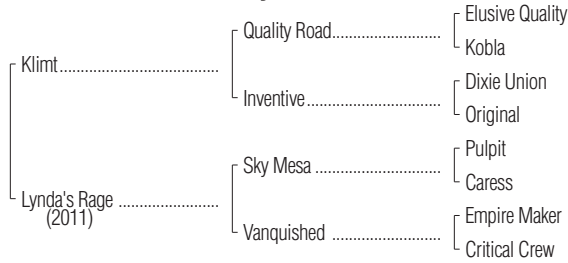 Elusive Quality
Quality Road
Kobla
Klimt
Dixie Union
Inventive
Original
Pulpit
Sky Mesa
Caress
Lynda's Rage
(2011)
Empire Maker
Vanquished
Critical Crew